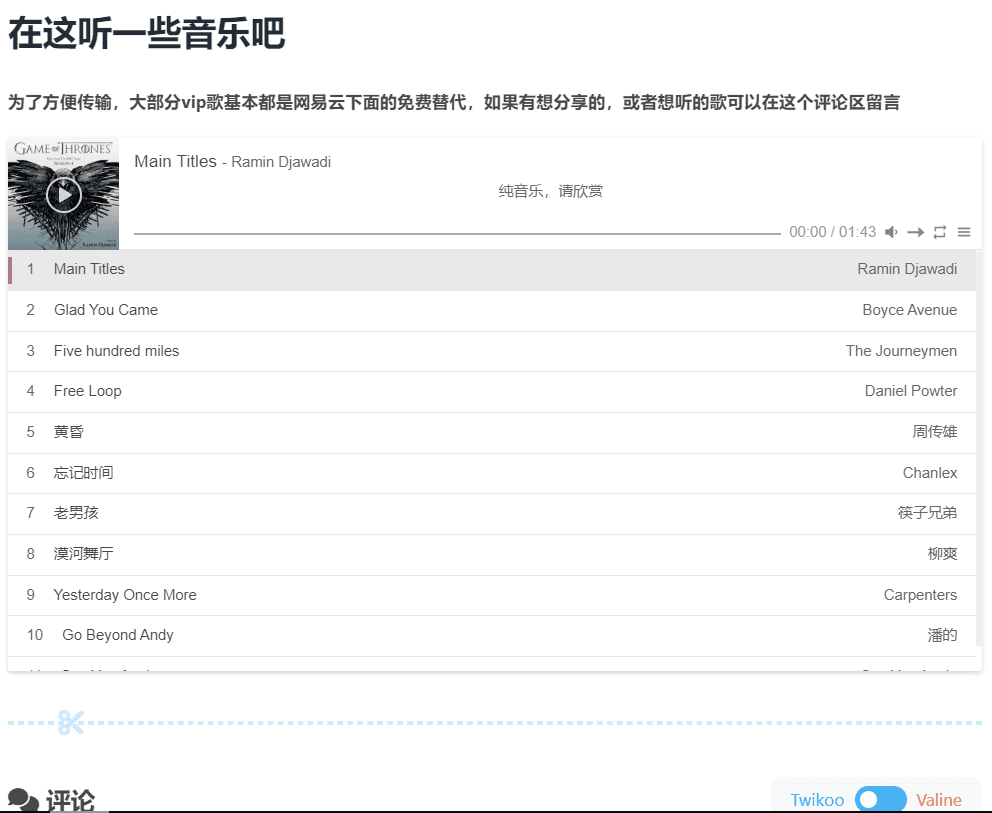 在这听一些音乐吧
为了方便传输，大部分vip歌基本都是网易云下面的免费替代，如果有想分享的，或者想听的歌可以在这个评论区留言
GAME OF THRONES
Main Titles - Ramin Djawadi
纯音乐，请欣赏
00:00 / 01:43
1 Main Titles Ramin Djawadi
2 Glad You Came Boyce Avenue
3 Five hundred miles The Journeymen
4 Free Loop Daniel Powter
5 黄昏 周传雄
6 忘记时间 Chanlex
7 老男孩 筷子兄弟
8 漠河舞厅 柳爽
9 Yesterday Once More Carpenters
10 Go Beyond Andy 潘的
评论 Twikoo Valine